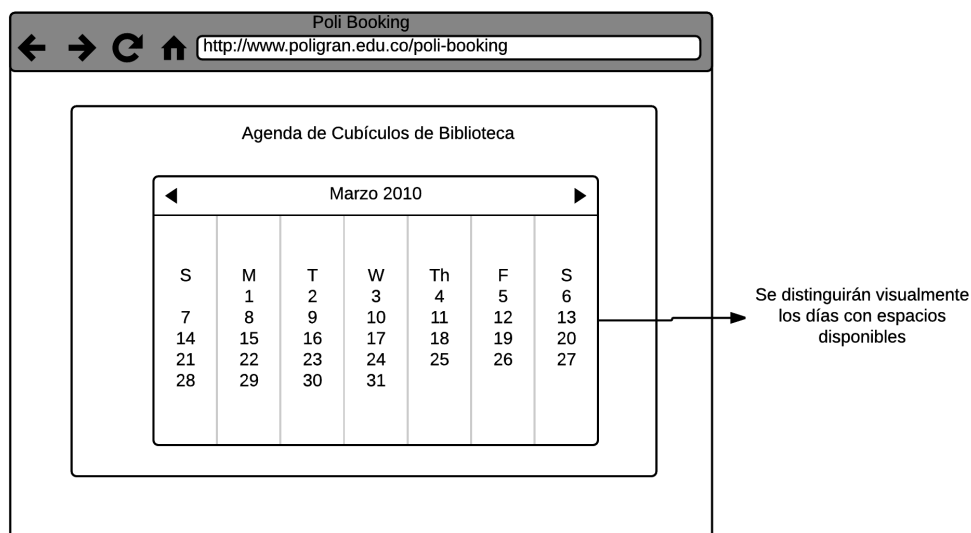 Poli Booking
http://www.poligran.edu.co/poli-booking
Agenda de Cubículos de Biblioteca
Marzo 2010
S M T W Th F S
1 2 3 4 5 6
7 8 9 10 11 12 13
14 15 16 17 18 19 20
21 22 23 24 25 26 27
28 29 30 31
Se distinguirán visualmente
los días con espacios
disponibles